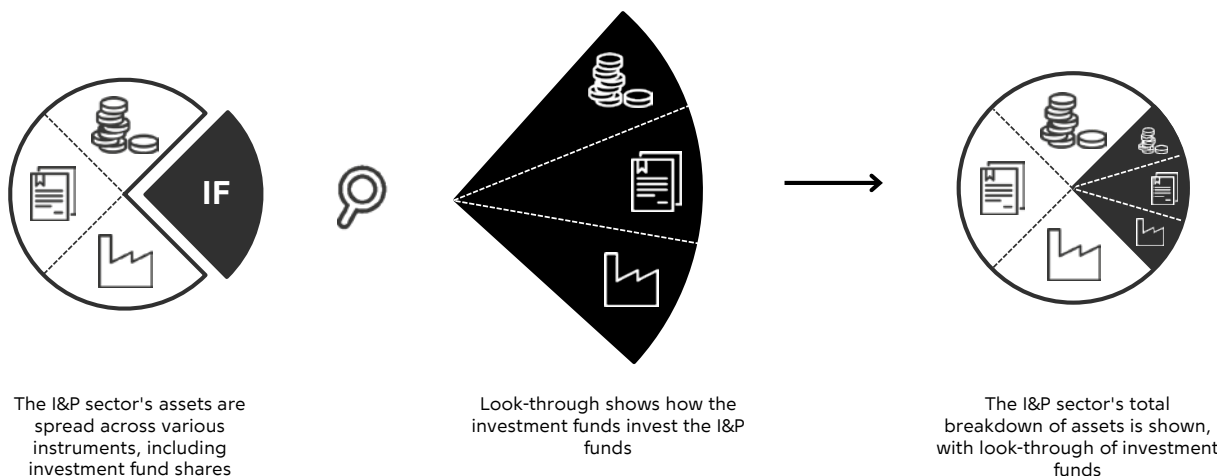 IF
The I&P sector's assets are
spread across various
instruments, including
investment fund shares
Look-through shows how the
investment funds invest the I&P
funds
The I&P sector's total
breakdown of assets is shown,
with look-through of investment
funds